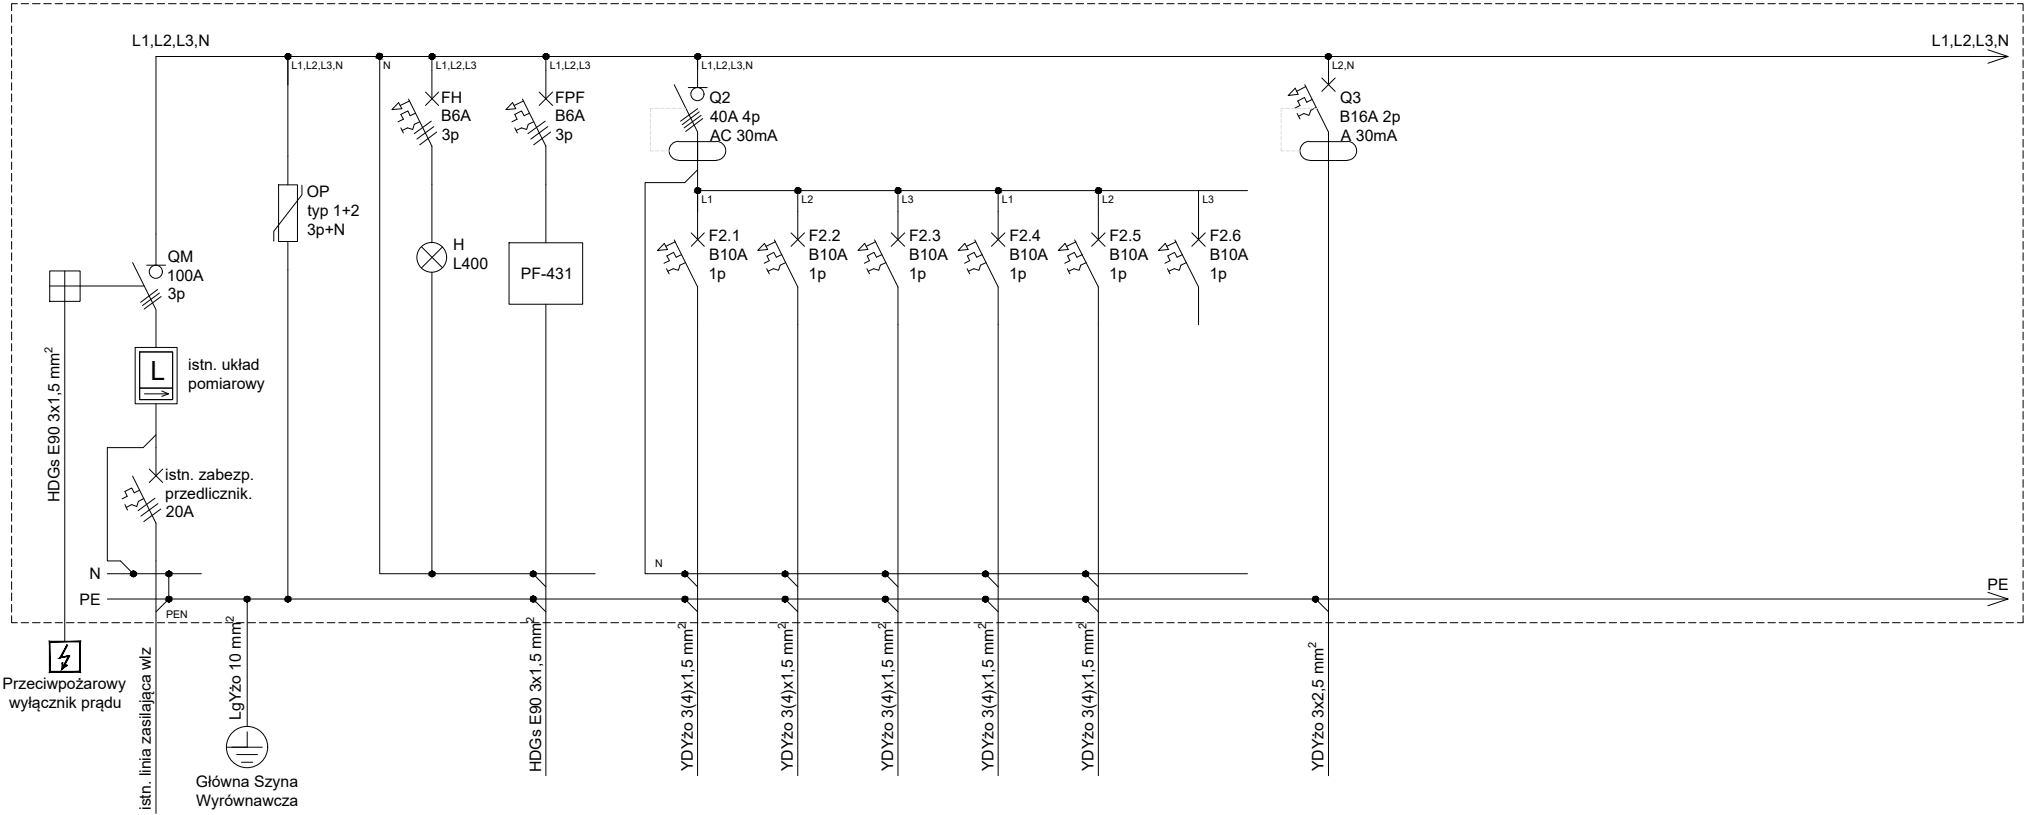 L1,L2,L3,N
L1,L2,L3,N
L1,L2,L3,N
N
L1,L2,L3
L1,L2,L3
L1,L2,L3,N
L2,N
FH
B6A
3p
FPF
B6A
3p
Q2
40A 4p
AC 30mA
Q3
B16A 2p
A 30mA
OP
typ 1+2
3p+N
L1
L2
L3
L1
L2
L3
QM
100A
3p
H
L400
PF-431
F2.1
B10A
1p
F2.2
B10A
1p
F2.3
B10A
1p
F2.4
B10A
1p
F2.5
B10A
1p
F2.6
B10A
1p
L
istn. układ
pomiarowy
HDGs E90 3x1,5 mm²
istn. zabezp.
przedlicznik.
20A
N
N
PE
PE
PEN
Przeciwpożarowy
wyłącznik prądu
istn. linia zasilająca wlz
LgYżo 10 mm²
Główna Szyna
Wyrównawcza
HDGs E90 3x1,5 mm²
YDYżo 3(4)x1,5 mm²
YDYżo 3(4)x1,5 mm²
YDYżo 3(4)x1,5 mm²
YDYżo 3(4)x1,5 mm²
YDYżo 3(4)x1,5 mm²
YDYżo 3x2,5 mm²